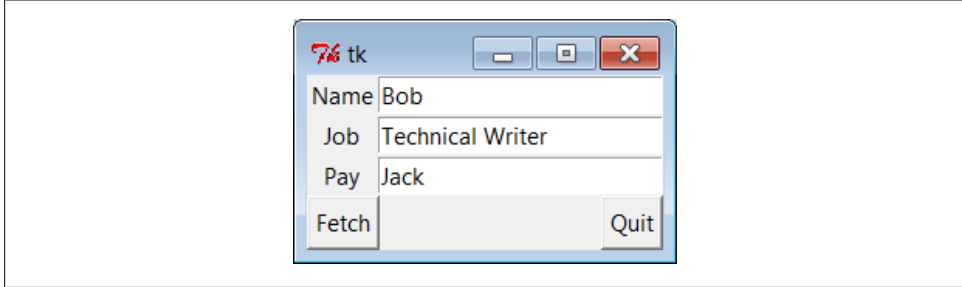 tk
Name Bob
Job Technical Writer
Pay Jack
Fetch Quit